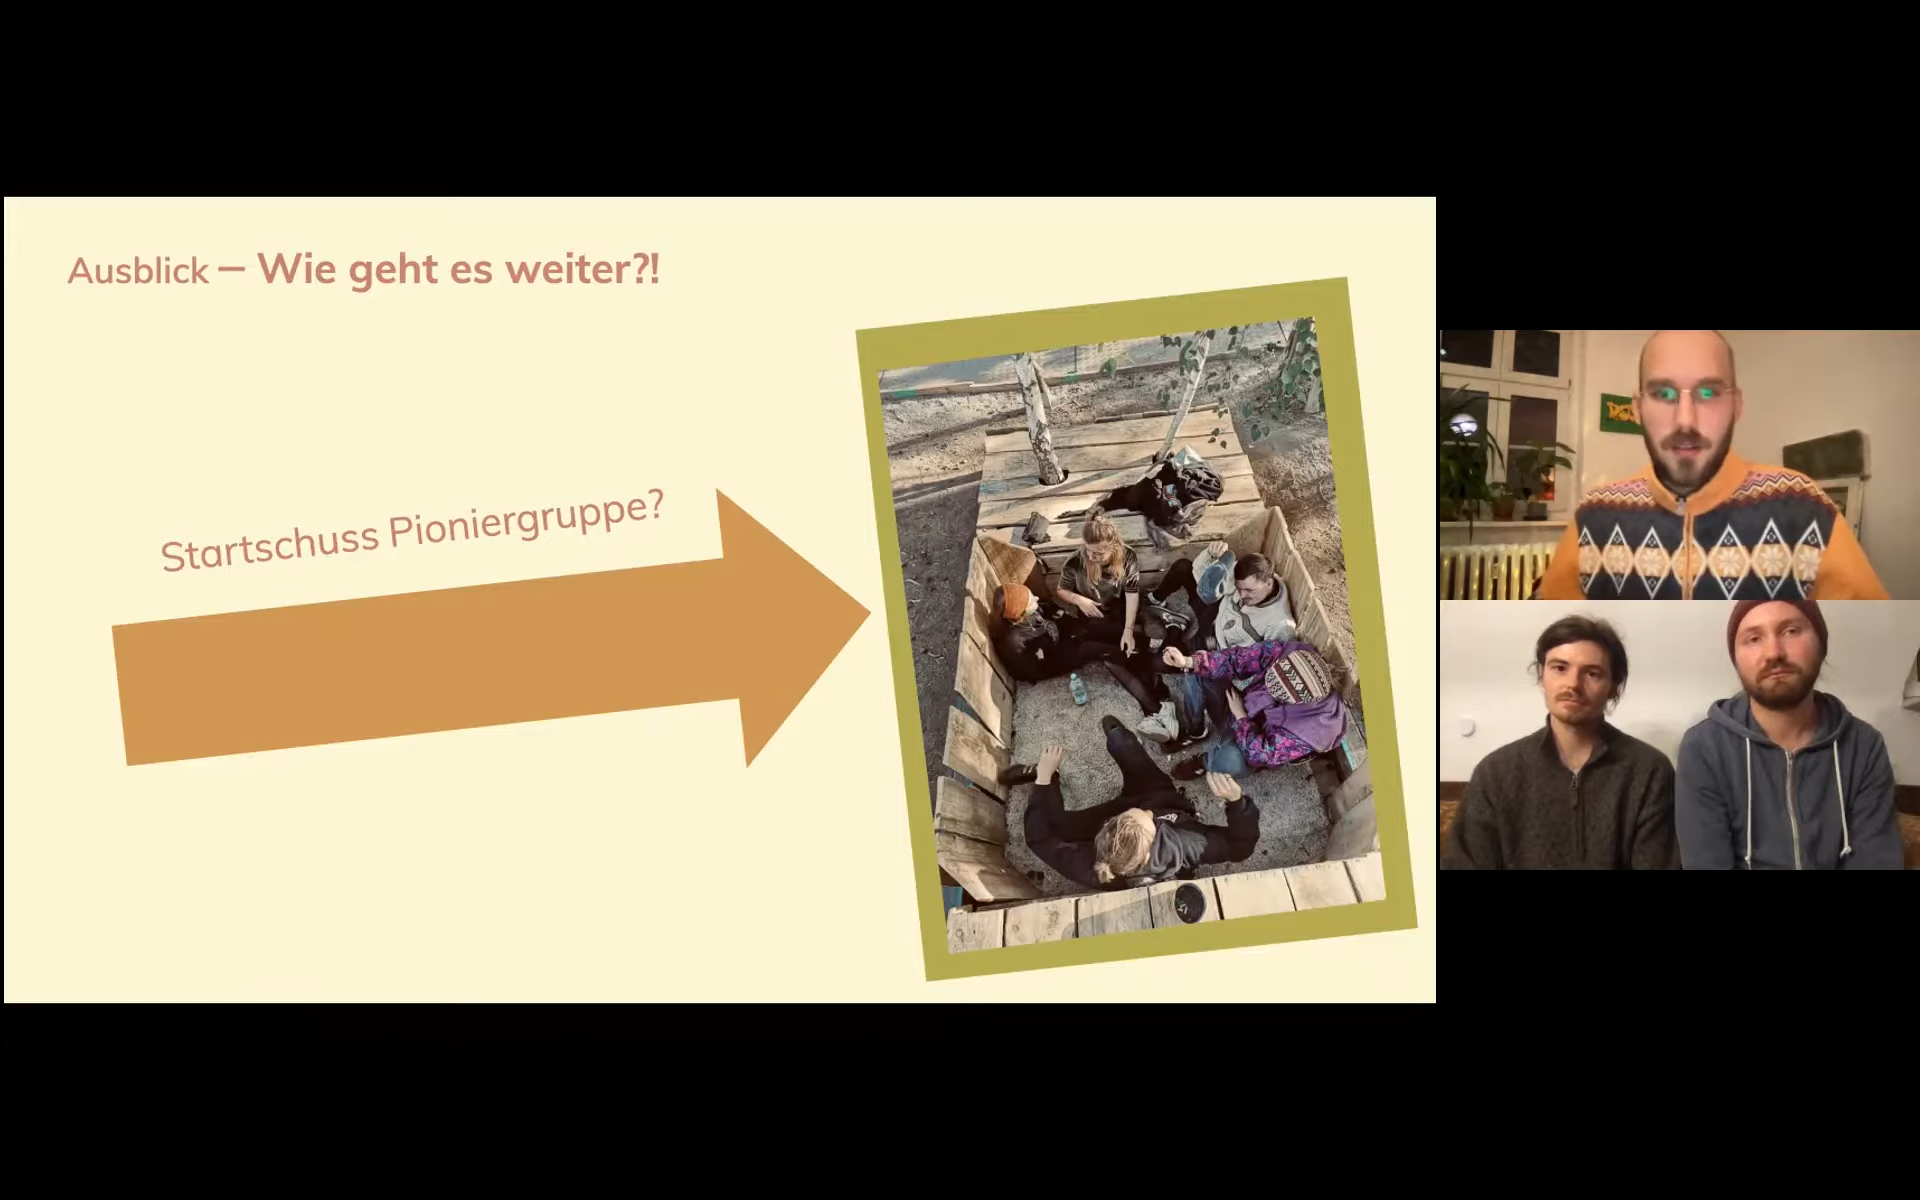 Ausblick – Wie geht es weiter?!
Startschuss Pioniergruppe?